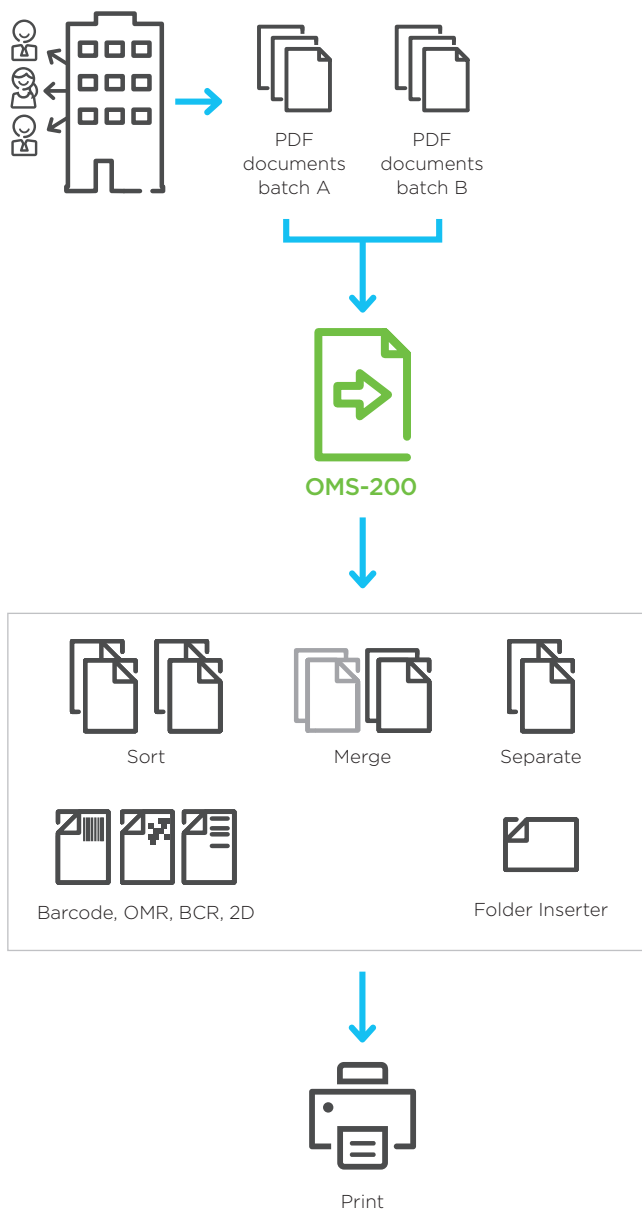 PDF
documents
batch A
PDF
documents
batch B
OMS-200
Sort
Merge
Separate
Barcode, OMR, BCR, 2D
Folder Inserter
Print